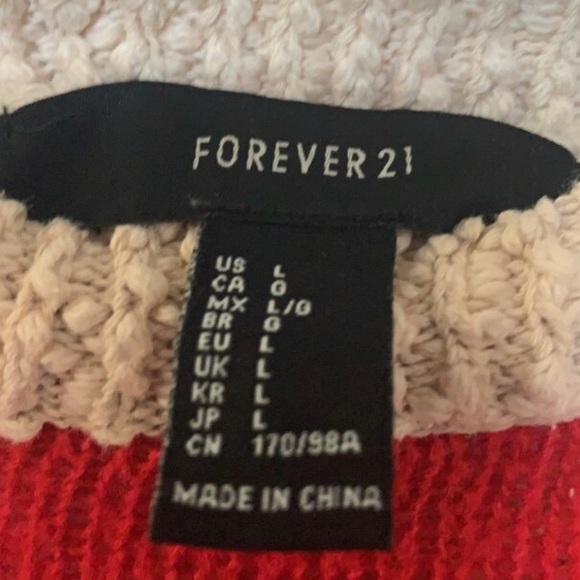 FOREVER 21
US L
CA G
MX L/G
BR G
EU L
UK L
KR L
JP L
CN 170/98A
MADE IN CHINA